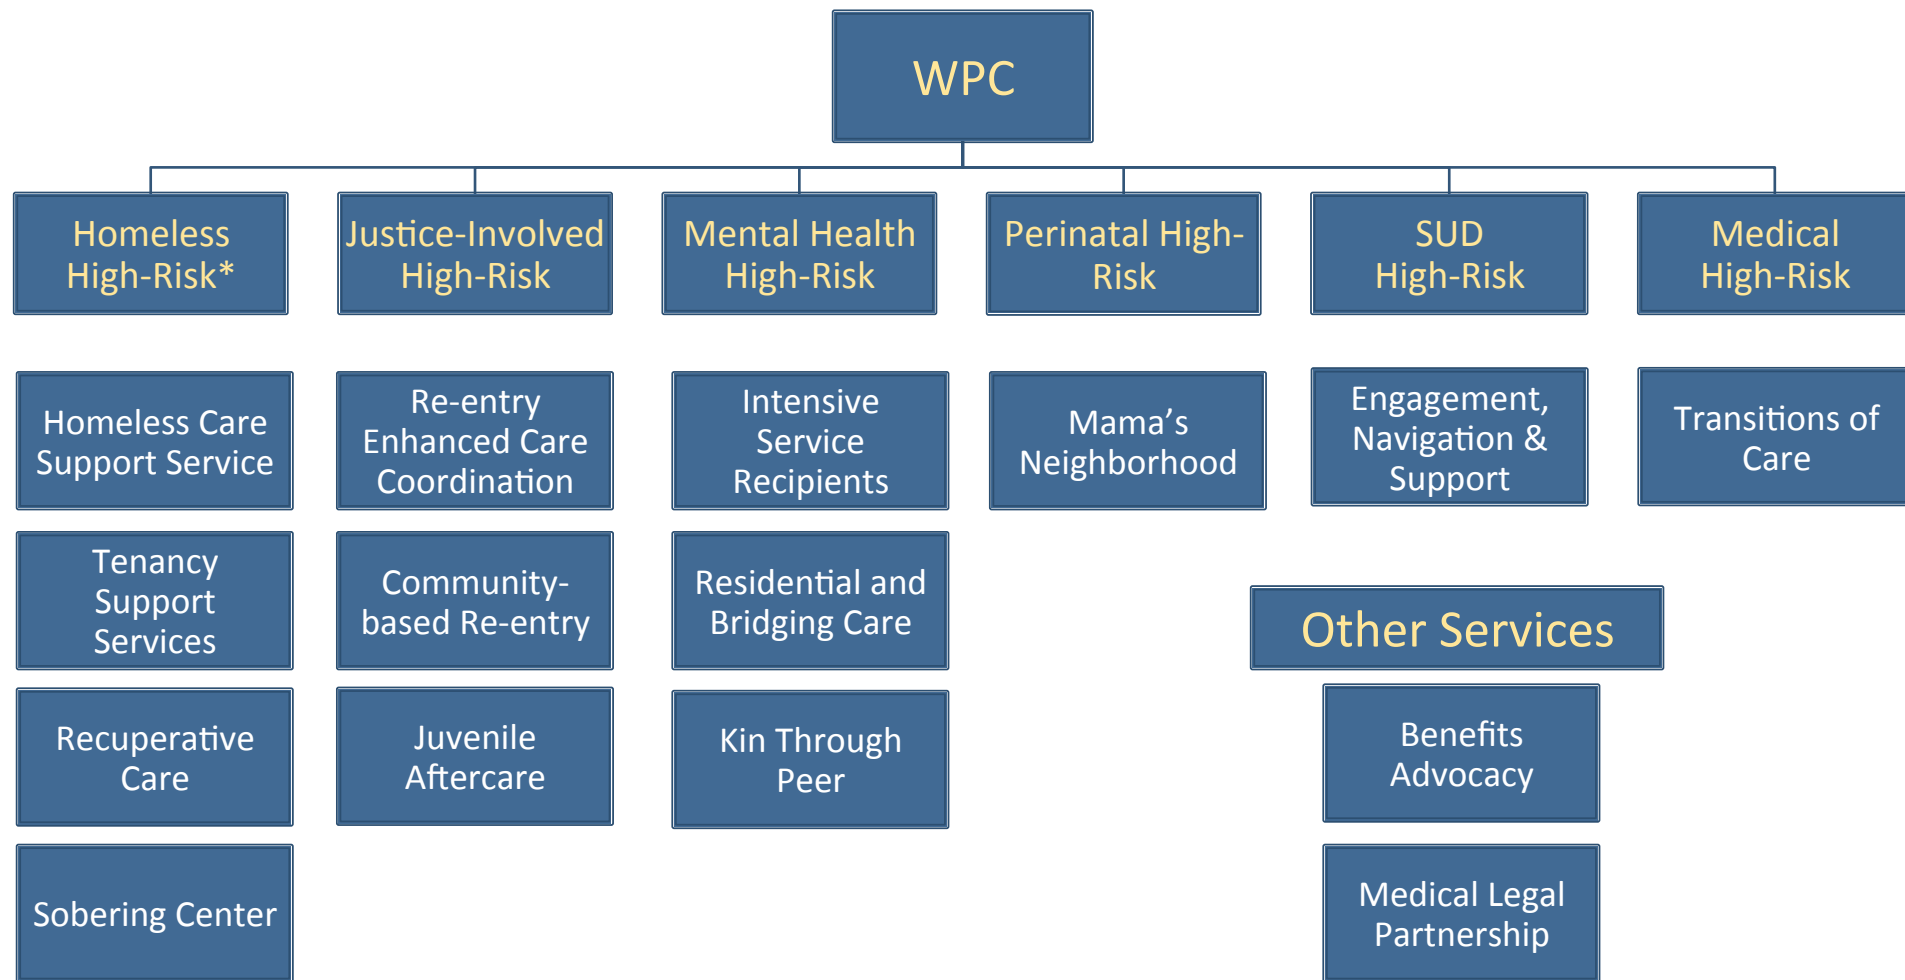 WPC
Homeless
High-Risk*
Justice-Involved
High-Risk
Mental Health
High-Risk
Perinatal High-
Risk
SUD
High-Risk
Medical
High-Risk
Homeless Care
Support Service
Re-entry
Enhanced Care
Coordination
Intensive
Service
Recipients
Mama’s
Neighborhood
Engagement,
Navigation &
Support
Transitions of
Care
Tenancy
Support
Services
Community-
based Re-entry
Residential and
Bridging Care
Other Services
Recuperative
Care
Juvenile
Aftercare
Kin Through
Peer
Benefits
Advocacy
Sobering Center
Medical Legal
Partnership